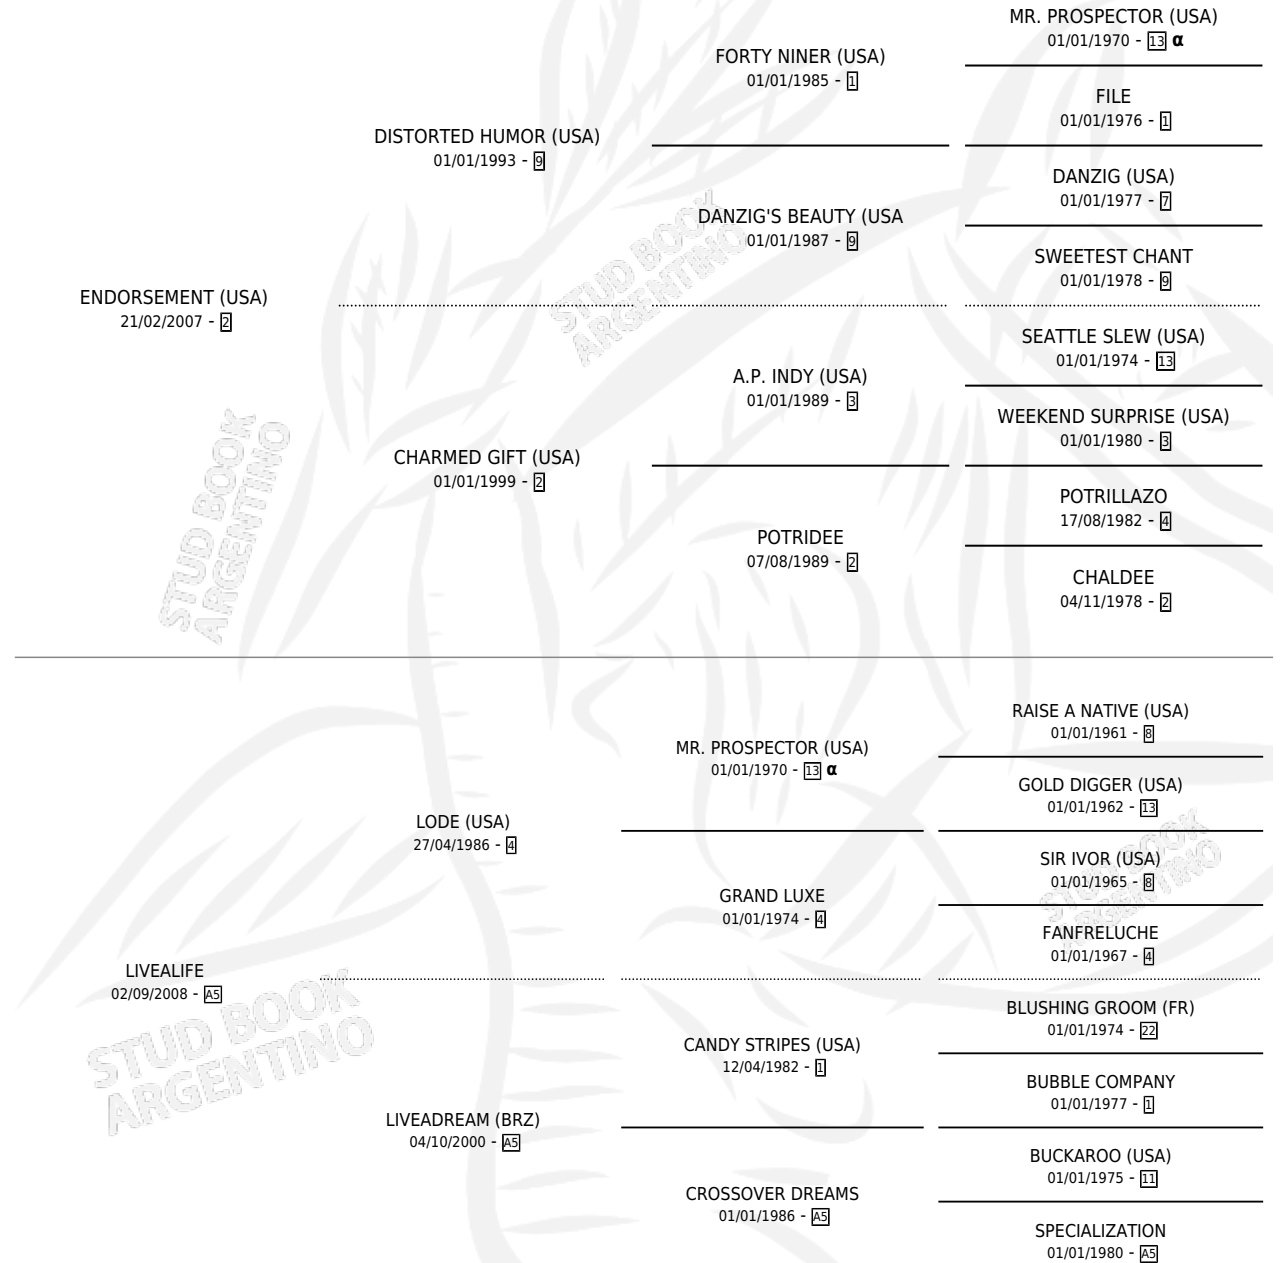 MR. PROSPECTOR (USA)
01/01/1970 - 13 α
FORTY NINER (USA)
01/01/1985 - 1
FILE
01/01/1976 - 1
DISTORTED HUMOR (USA)
01/01/1993 - 9
DANZIG (USA)
01/01/1977 - 7
DANZIG'S BEAUTY (USA
01/01/1987 - 9
SWEETEST CHANT
01/01/1978 - 9
ENDORSEMENT (USA)
21/02/2007 - 2
STUD BOOK
ARGENTINO
SEATTLE SLEW (USA)
01/01/1974 - 13
A.P. INDY (USA)
01/01/1989 - 3
WEEKEND SURPRISE (USA)
01/01/1980 - 3
CHARMED GIFT (USA)
01/01/1999 - 2
POTRILLAZO
17/08/1982 - 4
POTRIDEE
07/08/1989 - 2
CHALDEE
04/11/1978 - 2
STUD BOOK
ARGENTINO
RAISE A NATIVE (USA)
01/01/1961 - 8
MR. PROSPECTOR (USA)
01/01/1970 - 13 α
GOLD DIGGER (USA)
01/01/1962 - 13
LODE (USA)
27/04/1986 - 4
SIR IVOR (USA)
01/01/1965 - 8
GRAND LUXE
01/01/1974 - 4
FANFRELUCHE
01/01/1967 - 4
STUD BOOK
ARGENTINO
LIVEALIFE
02/09/2008 - A5
STUD BOOK
ARGENTINO
BLUSHING GROOM (FR)
01/01/1974 - 22
CANDY STRIPES (USA)
12/04/1982 - 1
BUBBLE COMPANY
01/01/1977 - 1
LIVEADREAM (BRZ)
04/10/2000 - A5
BUCKAROO (USA)
01/01/1975 - 11
CROSSOVER DREAMS
01/01/1986 - A5
SPECIALIZATION
01/01/1980 - A5